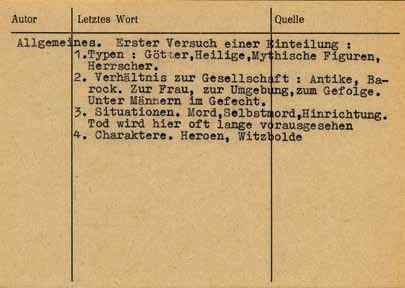 Autor Letztes Wort Quelle
Allgemeines. Erster Versuch einer Einteilung :
1.Typen : Götter,Heilige,Mythische Figuren,
Herrscher.
2. Verhältnis zur Gesellschaft : Antike, Ba-
rock. Zur Frau, zur Umgebung,zum Gefolge.
Unter Männern im Gefecht.
3. Situationen. Mord,Selbstmord,Hinrichtung.
Tod wird hier oft lange vorausgesehen
4. Charaktere. Heroen, Witzbolde